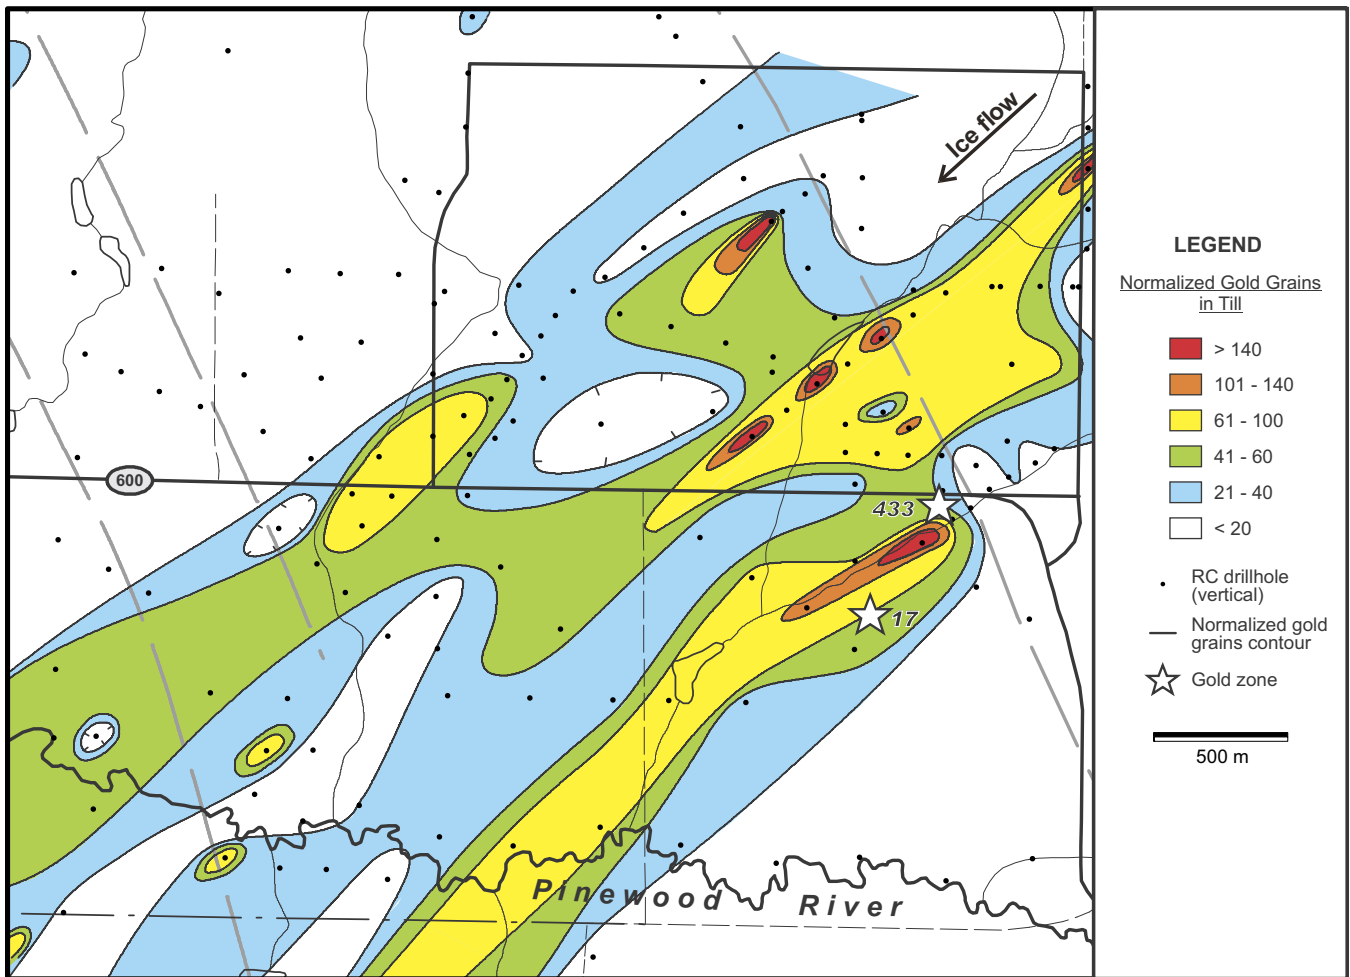 Ice flow
600
433
17
Pinewood River
LEGEND
Normalized Gold Grains
in Till
> 140
101 - 140
61 - 100
41 - 60
21 - 40
< 20
RC drillhole
(vertical)
Normalized gold
grains contour
Gold zone
500 m